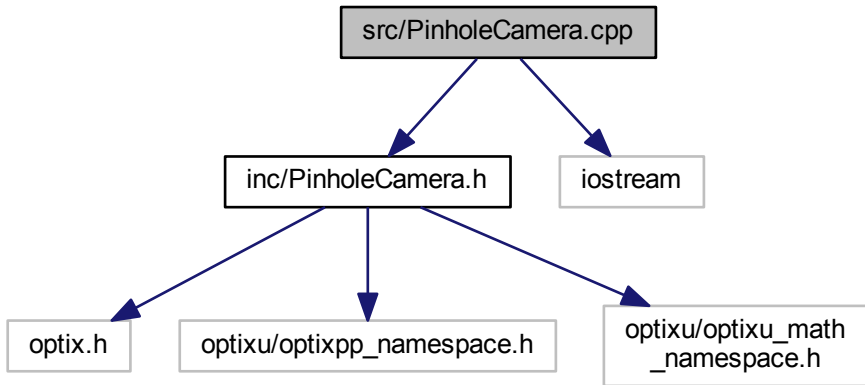 src/PinholeCamera.cpp
inc/PinholeCamera.h
iostream
optix.h
optixu/optixpp_namespace.h
optixu/optixu_math
_namespace.h